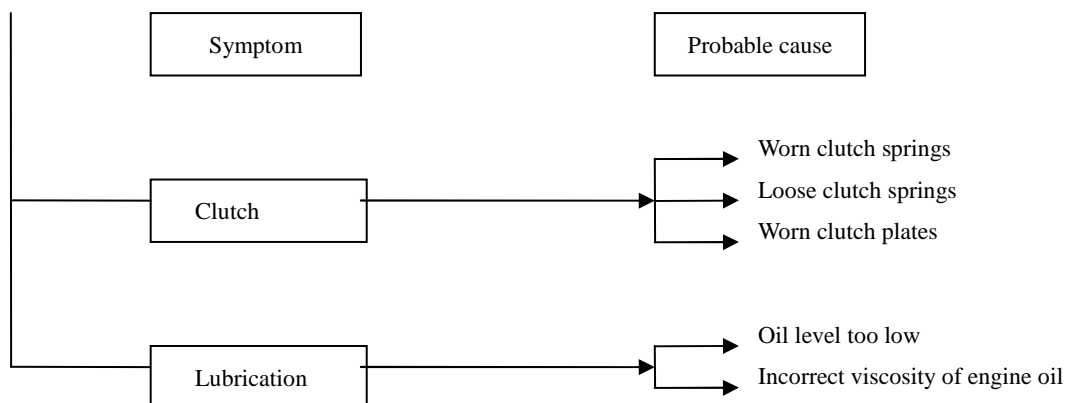 Symptom
Probable cause
Clutch
Worn clutch springs
Loose clutch springs
Worn clutch plates
Lubrication
Oil level too low
Incorrect viscosity of engine oil